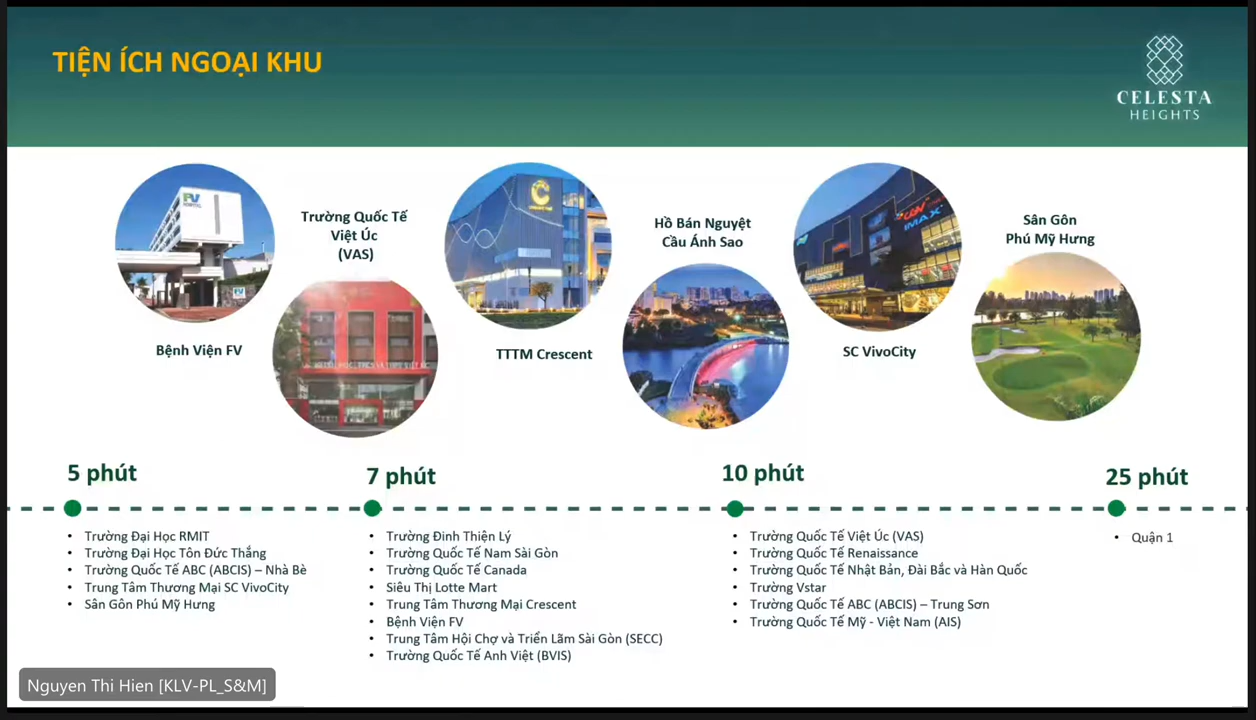 TIỆN ÍCH NGOẠI KHU
CELESTA
HEIGHTS
FV
Bệnh Viện FV
Trường Quốc Tế
Việt Úc
(VAS)
TTTM Crescent
Hồ Bán Nguyệt
Cầu Ánh Sao
CGV
IMAX
SC VivoCity
Sân Gôn
Phú Mỹ Hưng
5 phút
• Trường Đại Học RMIT
• Trường Đại Học Tôn Đức Thắng
• Trường Quốc Tế ABC (ABCIS) – Nhà Bè
• Trung Tâm Thương Mại SC VivoCity
• Sân Gôn Phú Mỹ Hưng
7 phút
• Trường Đinh Thiện Lý
• Trường Quốc Tế Nam Sài Gòn
• Trường Quốc Tế Canada
• Siêu Thị Lotte Mart
• Trung Tâm Thương Mại Crescent
• Bệnh Viện FV
• Trung Tâm Hội Chợ và Triển Lãm Sài Gòn (SECC)
• Trường Quốc Tế Anh Việt (BVIS)
10 phút
• Trường Quốc Tế Việt Úc (VAS)
• Trường Quốc Tế Renaissance
• Trường Quốc Tế Nhật Bản, Đài Bắc và Hàn Quốc
• Trường Vstar
• Trường Quốc Tế ABC (ABCIS) – Trung Sơn
• Trường Quốc Tế Mỹ - Việt Nam (AIS)
25 phút
• Quận 1
Nguyen Thi Hien [KLV-PL_S&M]